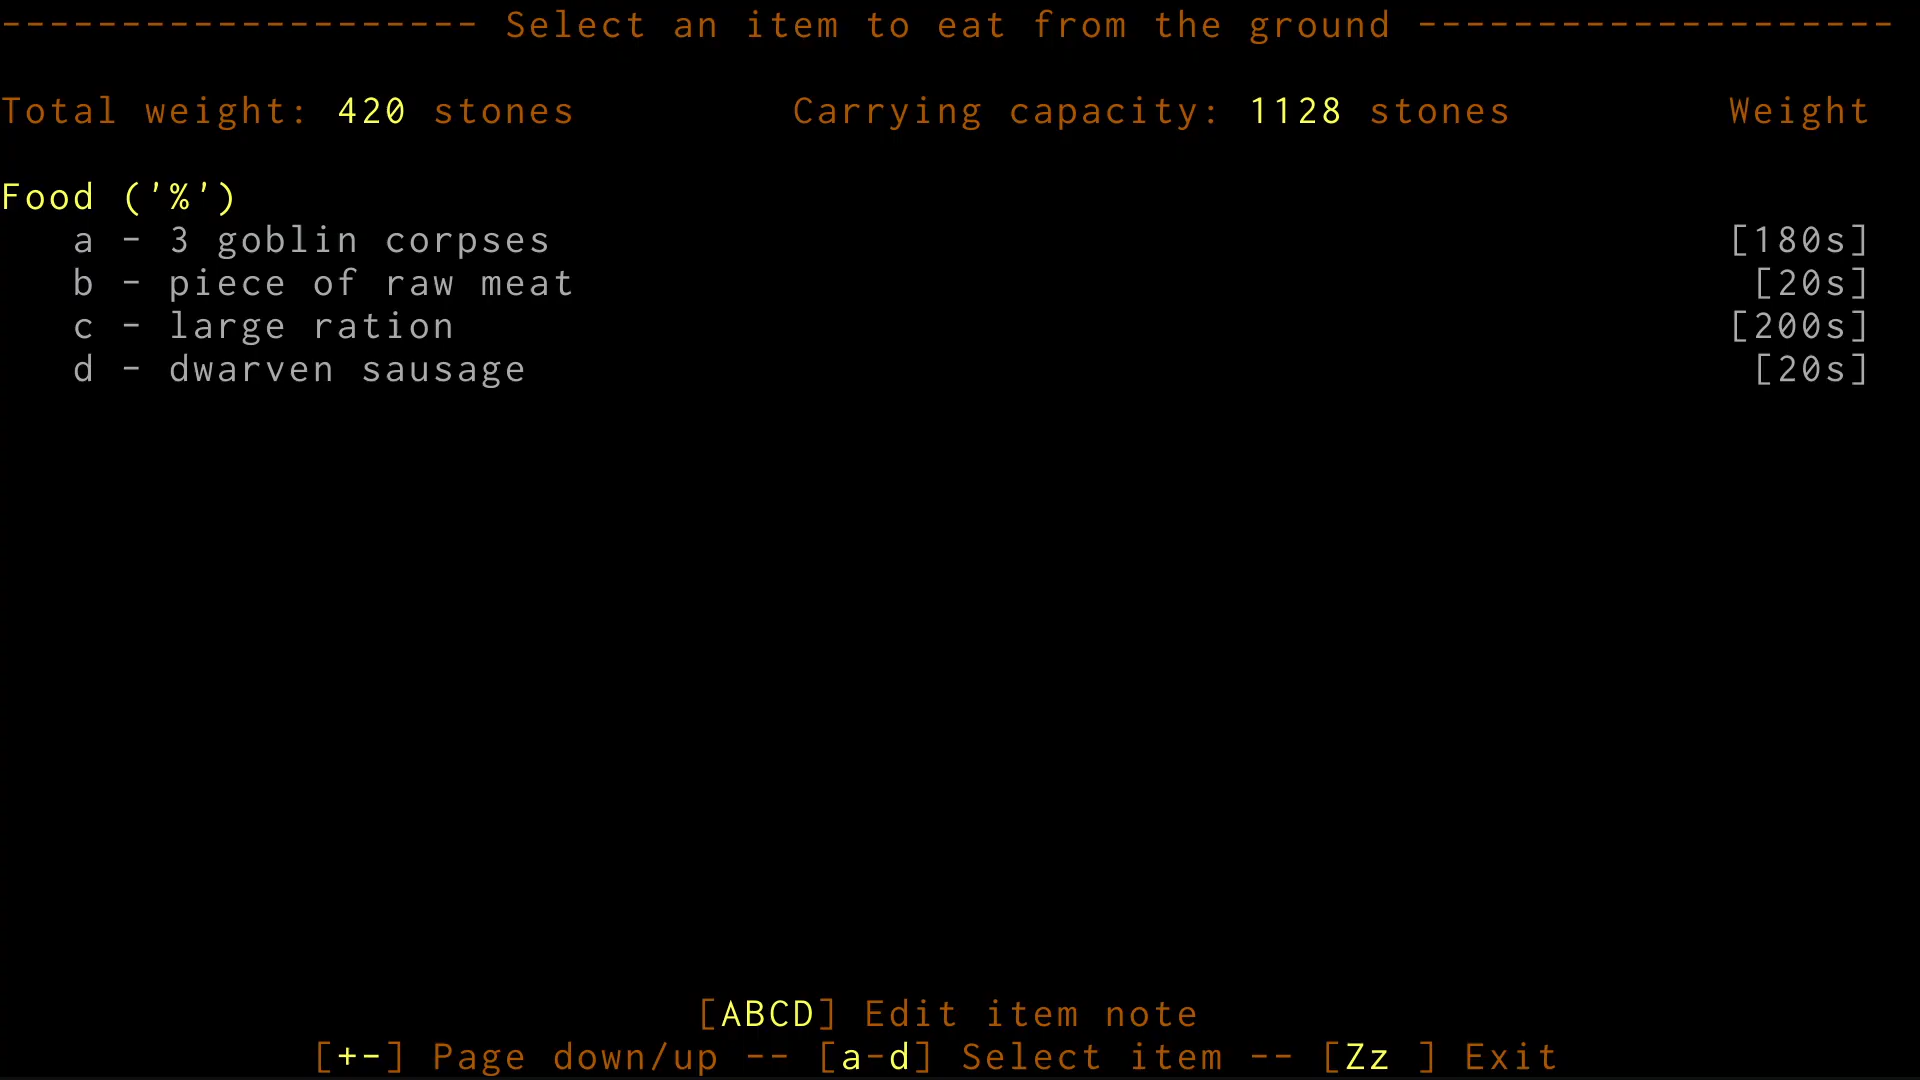 -------------------- Select an item to eat from the ground --------------------
Total weight: 420 stones Carrying capacity: 1128 stones Weight
Food ('%')
a - 3 goblin corpses [180s]
b - piece of raw meat [20s]
c - large ration [200s]
d - dwarven sausage [20s]
[ABCD] Edit item note
[+-] Page down/up -- [a-d] Select item -- [Zz ] Exit